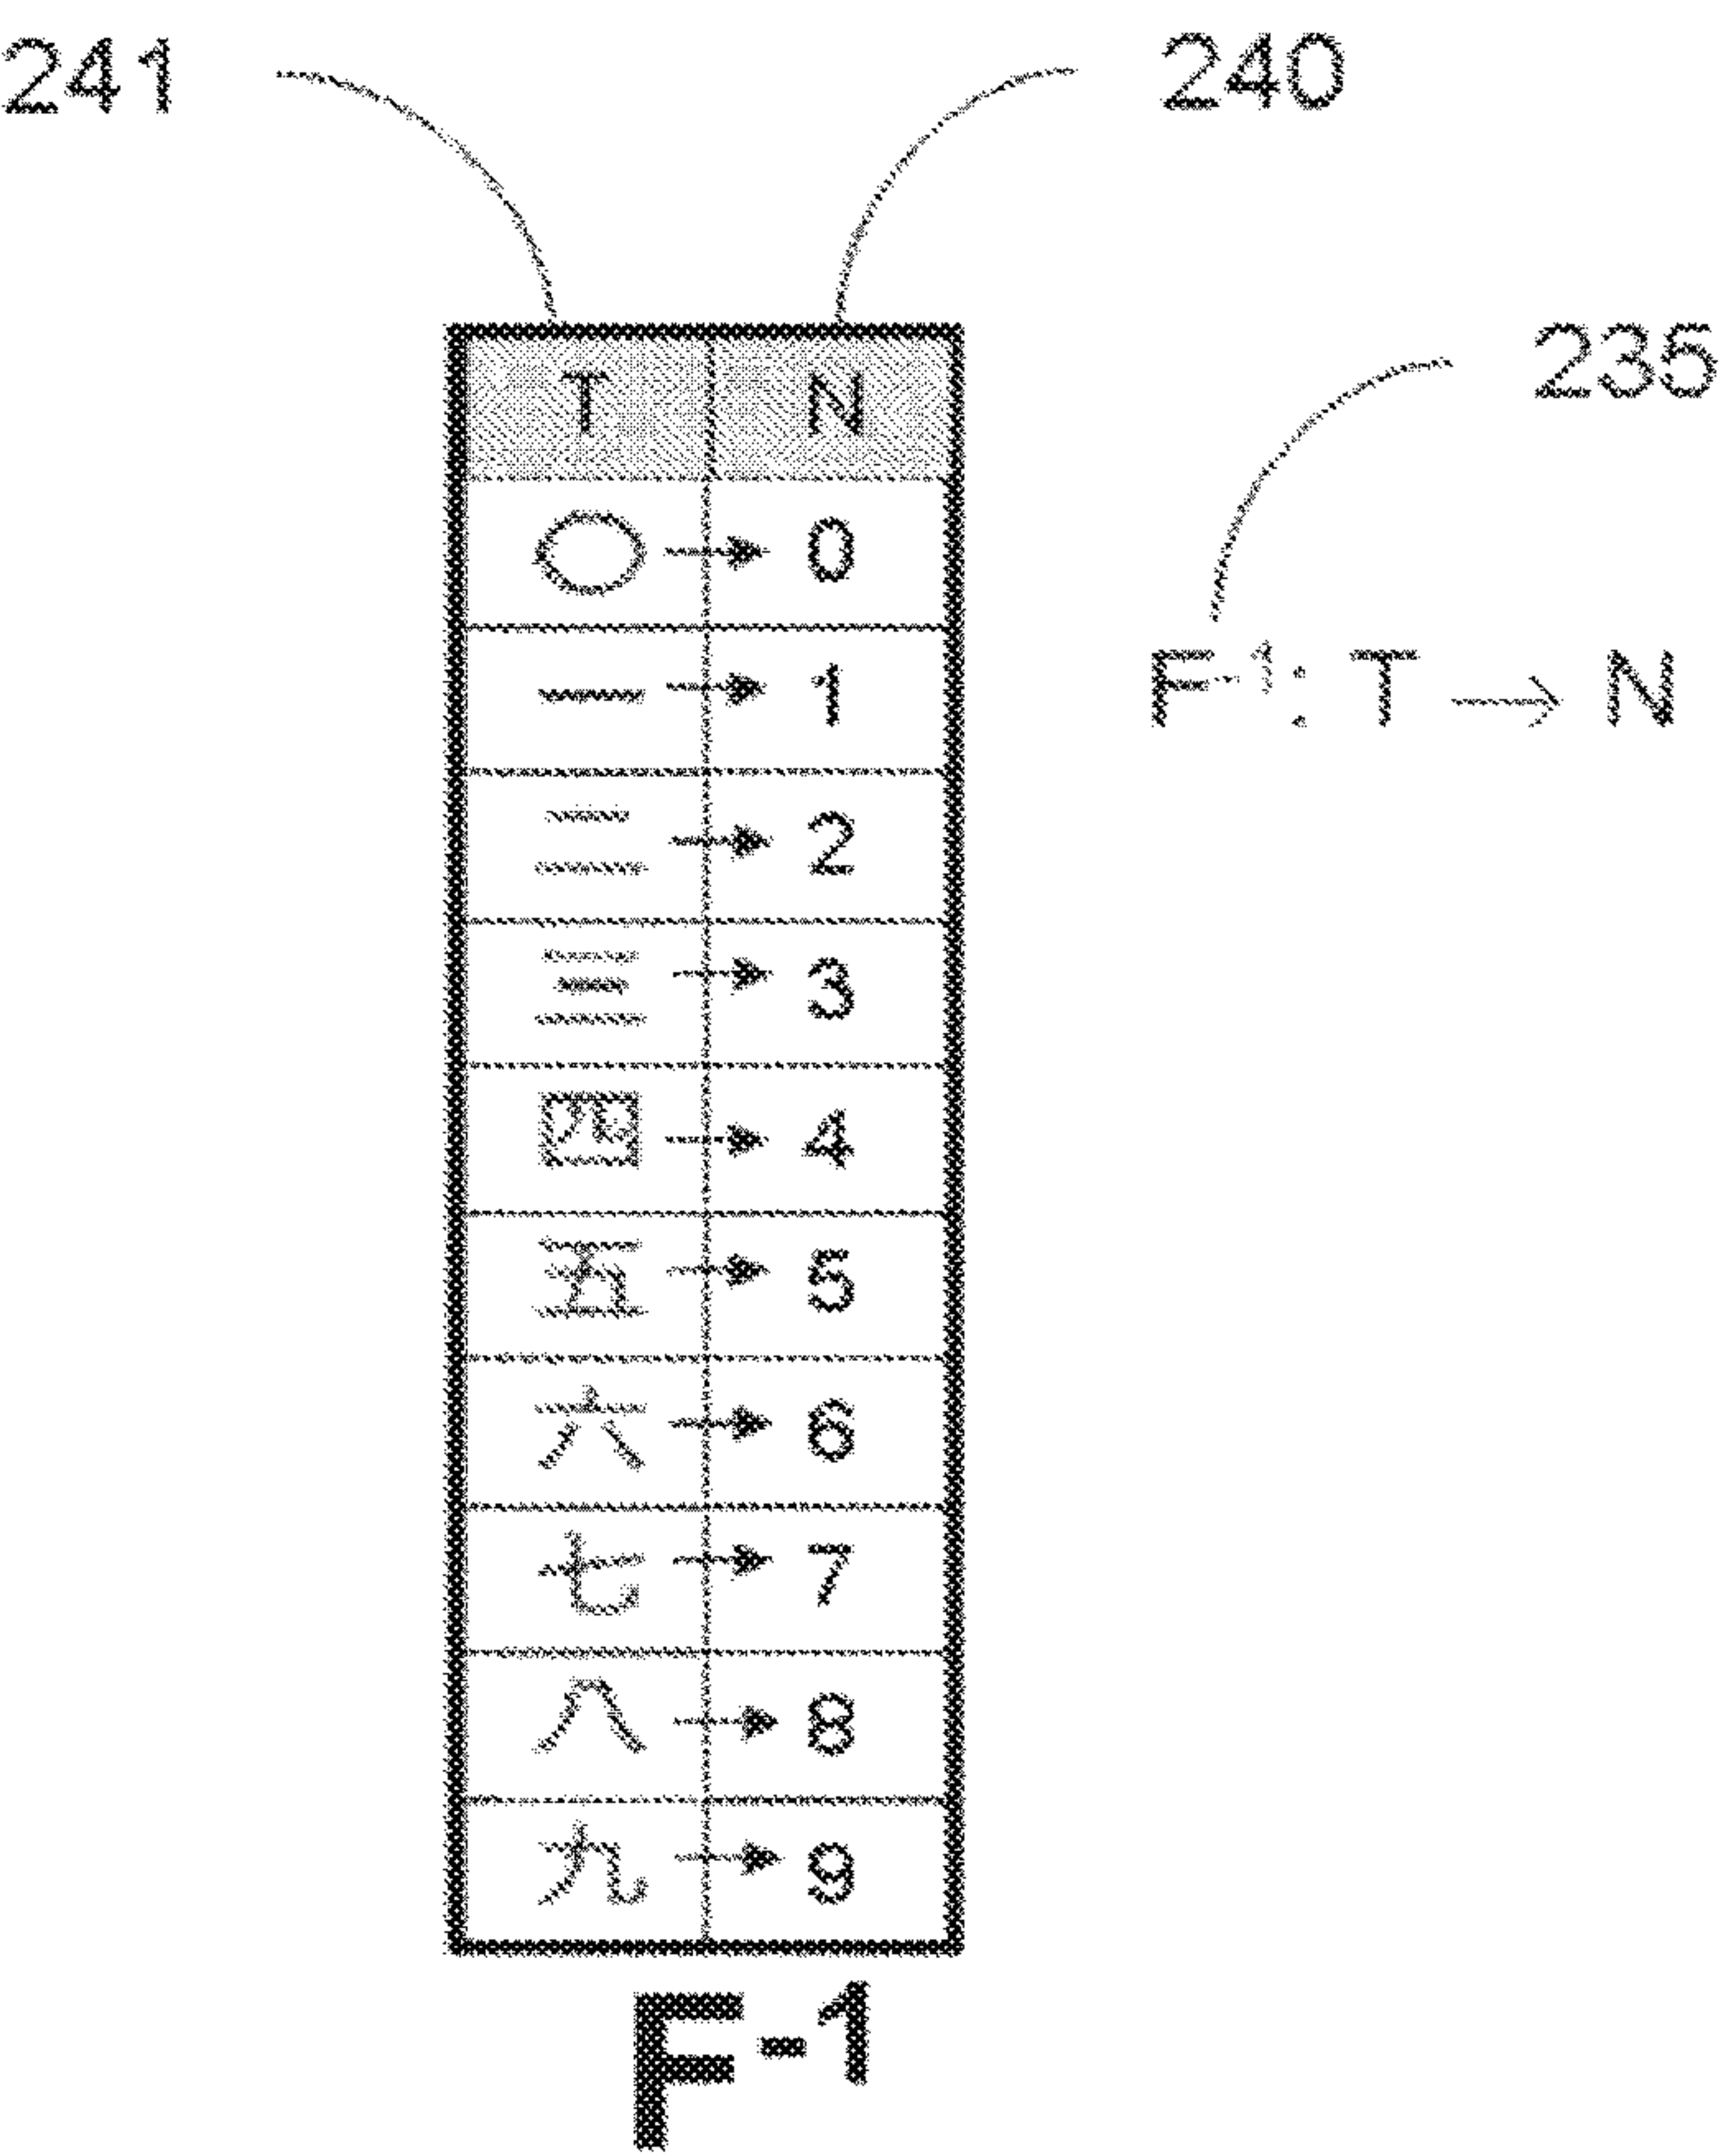 241 240
235
T N
〇 → 0
一 → 1
F⁻¹: T → N
二 → 2
三 → 3
四 → 4
五 → 5
六 → 6
七 → 7
八 → 8
九 → 9
F⁻¹